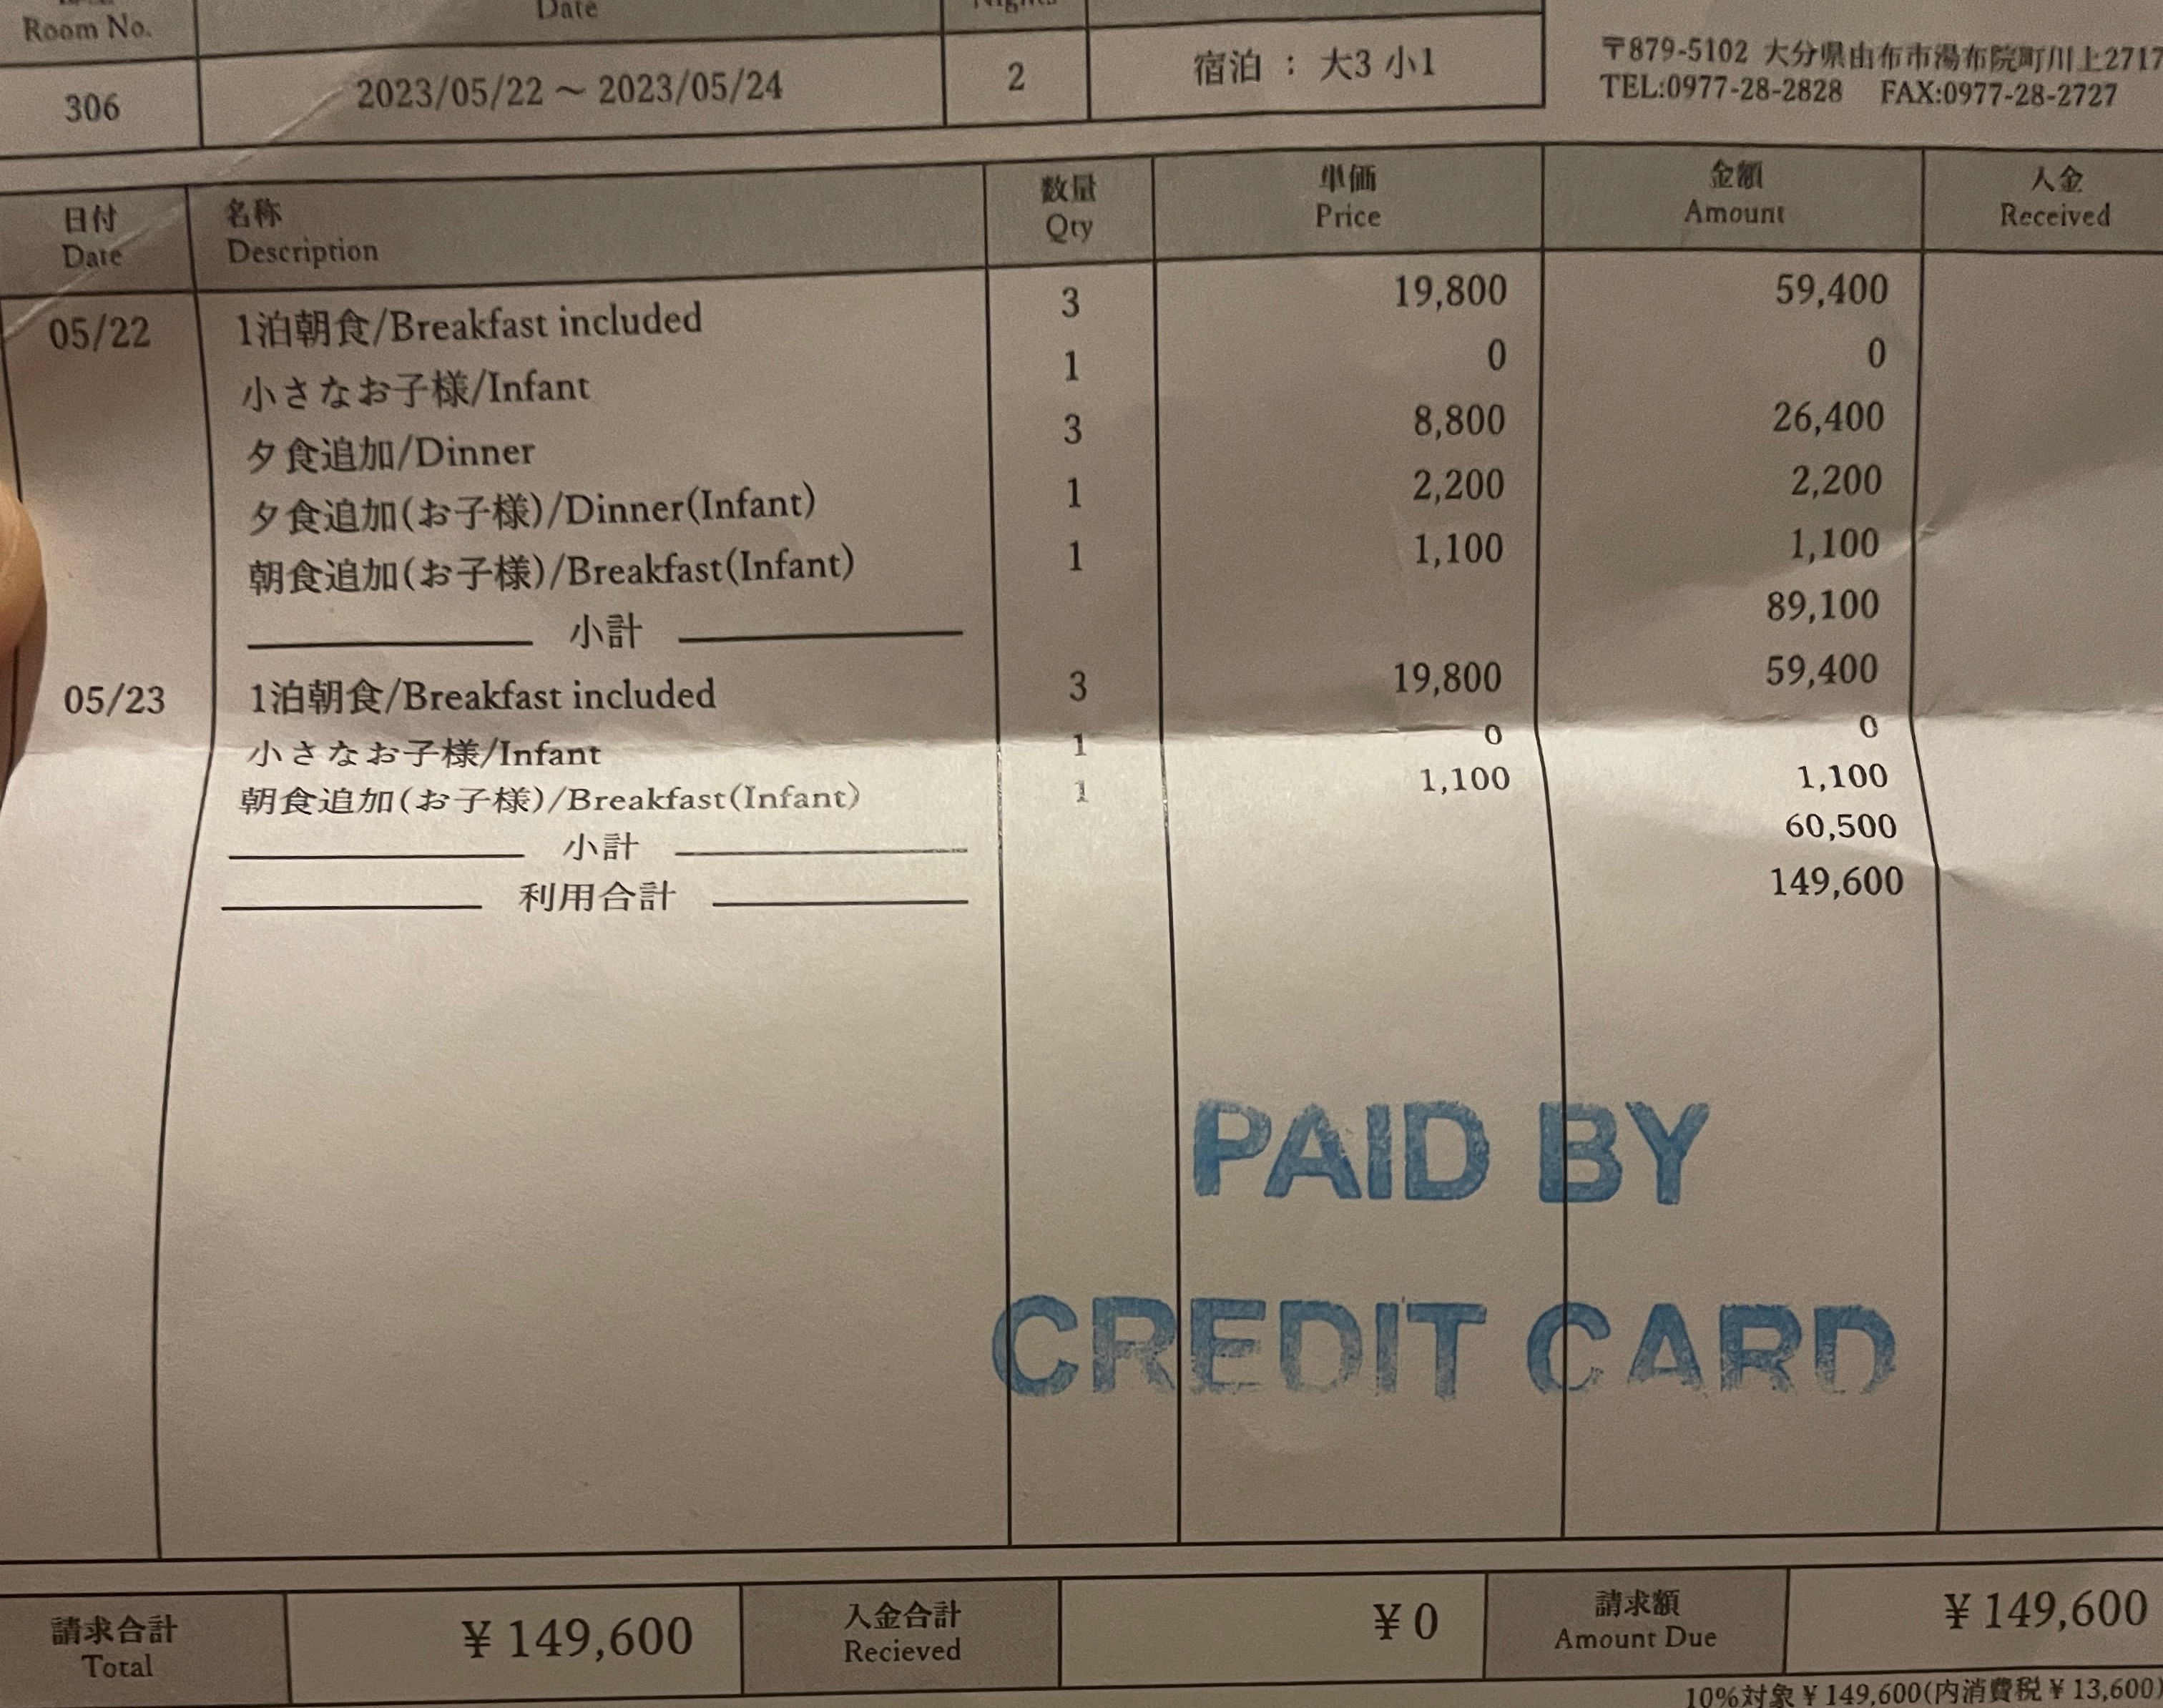 Room No.
Date
Nights
306
2023/05/22 ～ 2023/05/24
2
宿泊 ： 大3 小1
〒879-5102 大分県由布市湯布院町川上2717
TEL:0977-28-2828 FAX:0977-28-2727
日付 名称 数量 単価 金額 入金
Date Description Qty Price Amount Received
05/22 1泊朝食/Breakfast included 3 19,800 59,400
小さなお子様/Infant 1 0 0
夕食追加/Dinner 3 8,800 26,400
夕食追加(お子様)/Dinner(Infant) 1 2,200 2,200
朝食追加(お子様)/Breakfast(Infant) 1 1,100 1,100
小計 89,100
05/23 1泊朝食/Breakfast included 3 19,800 59,400
小さなお子様/Infant 1 0 0
朝食追加(お子様)/Breakfast(Infant) 1 1,100 1,100
小計 60,500
利用合計 149,600
PAID BY
CREDIT CARD
請求合計
Total
¥ 149,600
入金合計
Recieved
¥ 0
請求額
Amount Due
¥ 149,600
10%対象 ¥ 149,600(内消費税 ¥ 13,600)